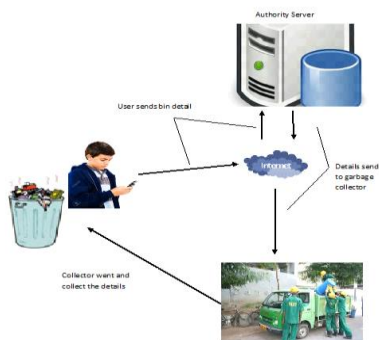 Authority Server
User sends bin detail
Internet
Details send
to garbage
collector
Collector went and
collect the details